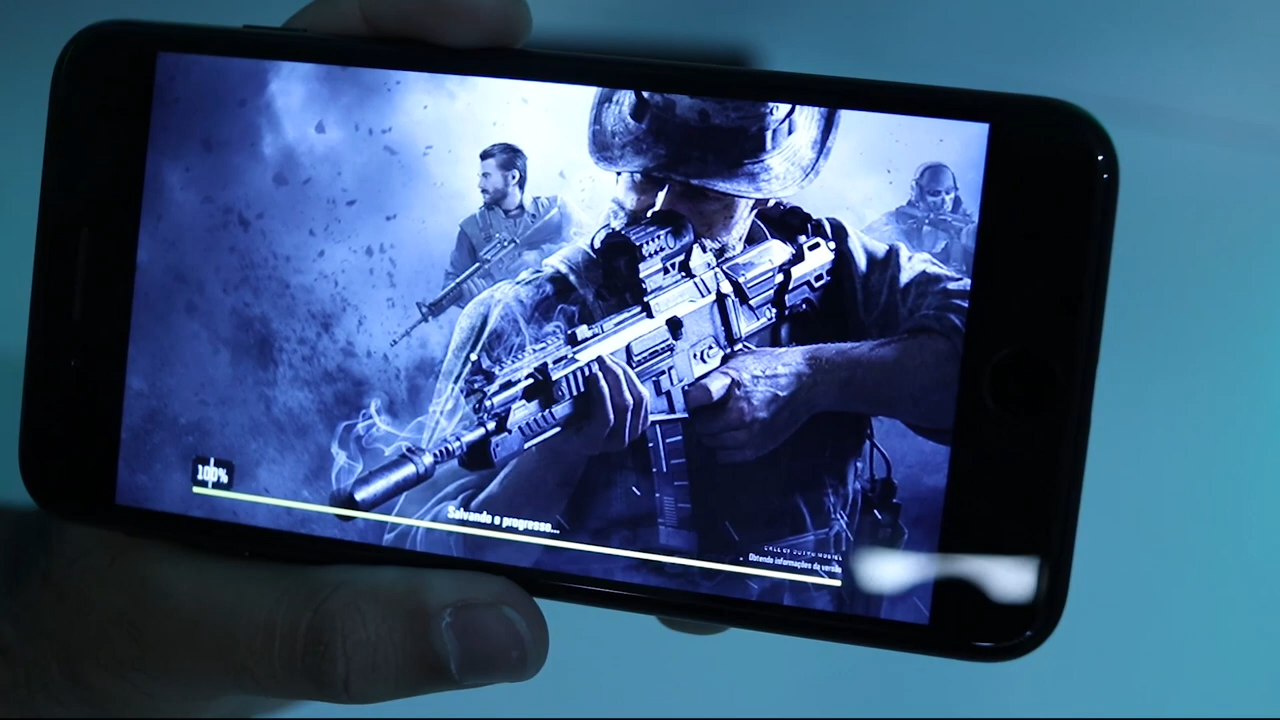 100%
Salvando o progresso...
CALL OF DUTY MOBILE
Obtendo informações da versão